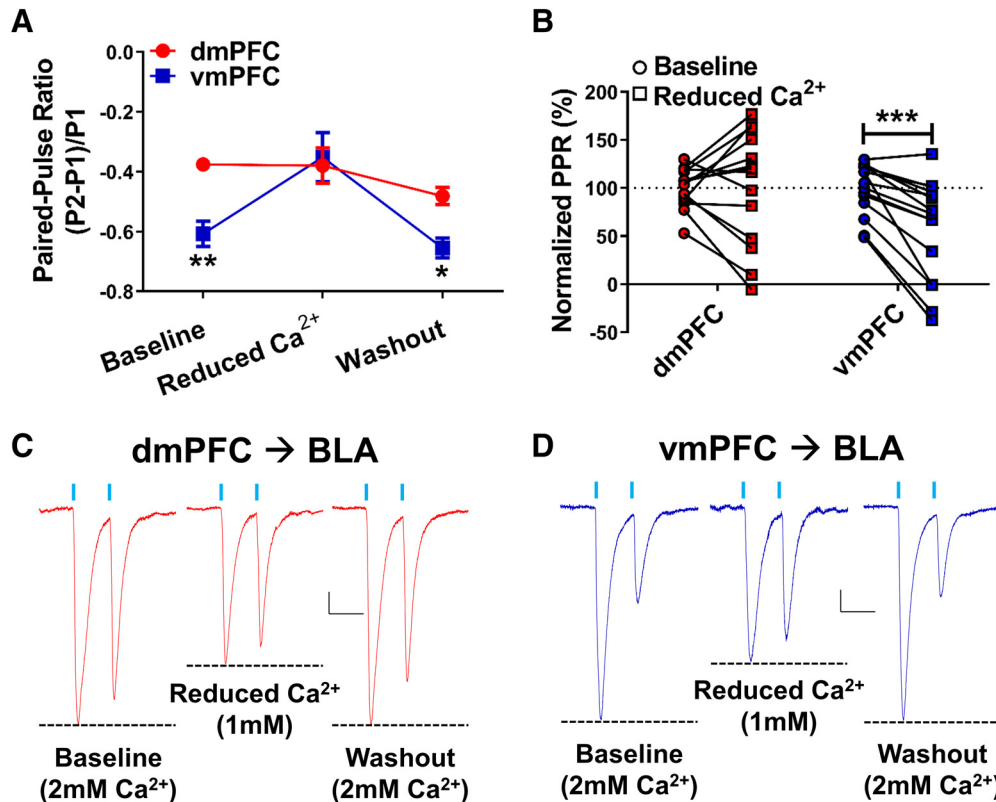 A
Paired-Pulse Ratio
(P2-P1)/P1
0.0
-0.2
-0.4
-0.6
-0.8
dmPFC
vmPFC
**
*
Baseline
Reduced Ca²⁺
Washout
B
Normalized PPR (%)
200
150
100
50
0
-50
Baseline
Reduced Ca²⁺
***
dmPFC
vmPFC
C
dmPFC → BLA
Baseline
(2mM Ca²⁺)
Reduced Ca²⁺
(1mM)
Washout
(2mM Ca²⁺)
D
vmPFC → BLA
Baseline
(2mM Ca²⁺)
Reduced Ca²⁺
(1mM)
Washout
(2mM Ca²⁺)